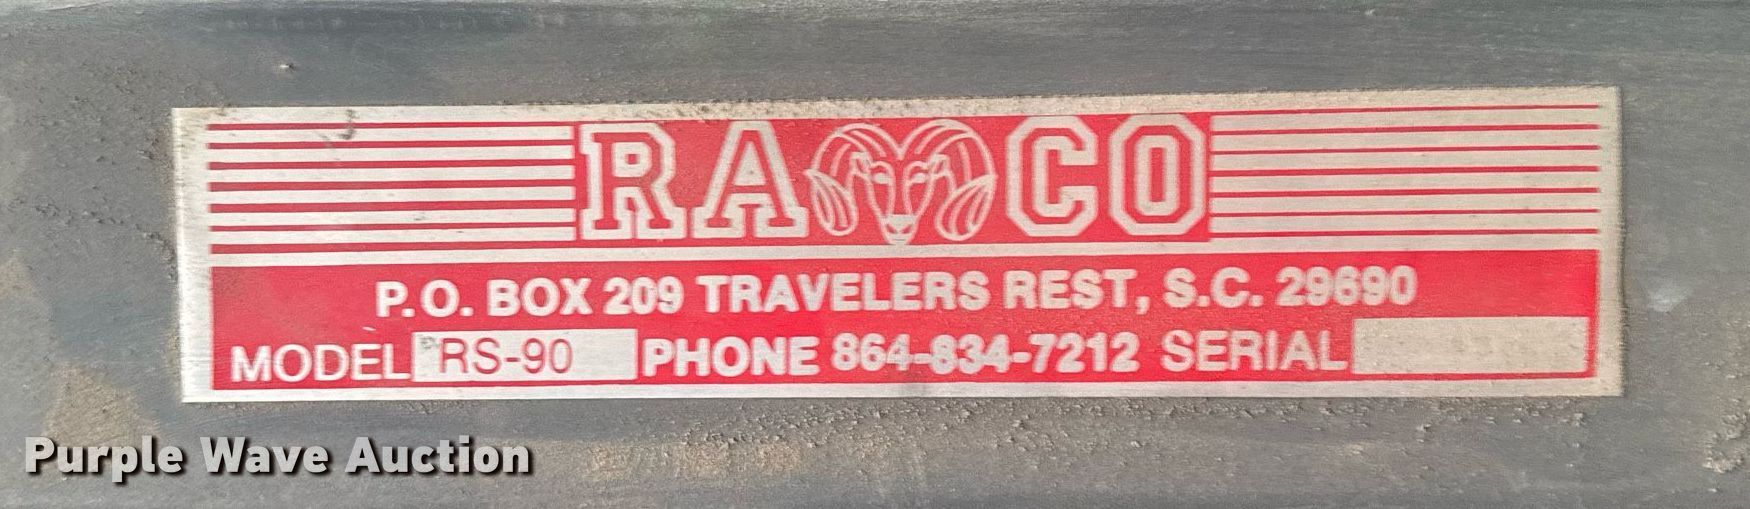 RAMCO
P.O. BOX 209 TRAVELERS REST, S.C. 29690
MODEL RS-90 PHONE 864-834-7212 SERIAL
Purple Wave Auction